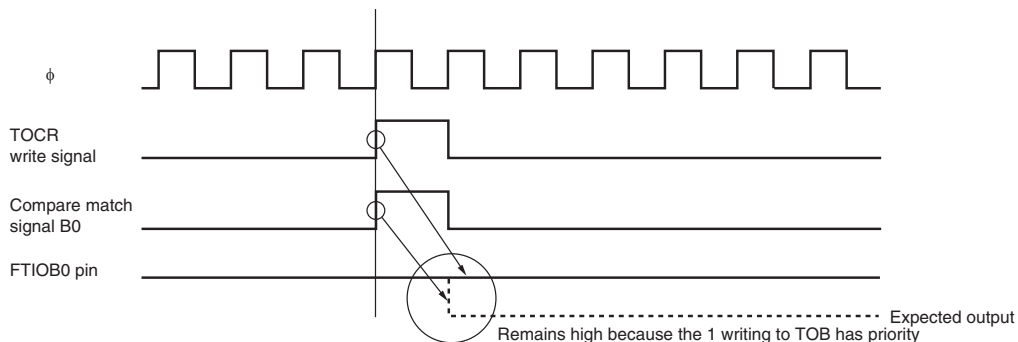 ϕ
TOCR
write signal
Compare match
signal B0
FTIOB0 pin
Expected output
Remains high because the 1 writing to TOB has priority